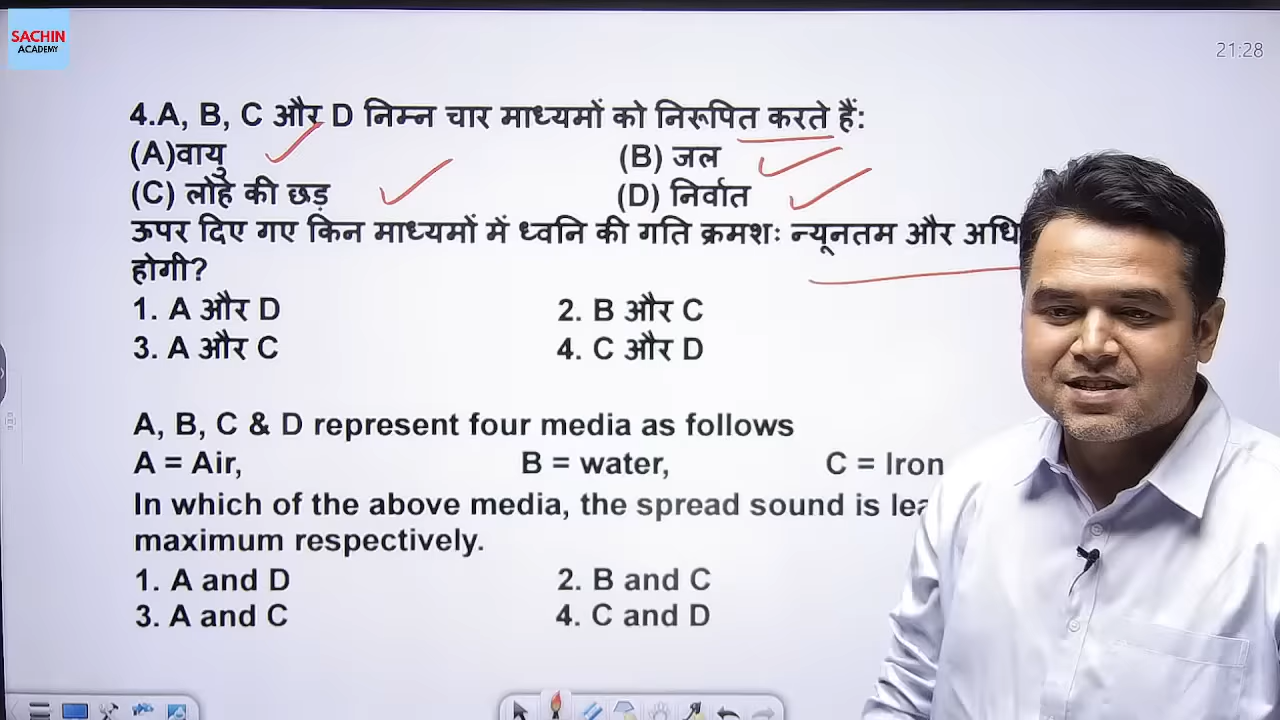 SACHIN
ACADEMY
21:28
4.A, B, C और D निम्न चार माध्यमों को निरूपित करते हैं:
(A)वायु (B) जल
(C) लोहे की छड़ (D) निर्वात
ऊपर दिए गए किन माध्यमों में ध्वनि की गति क्रमशः न्यूनतम और
होगी?
1. A और D 2. B और C
3. A और C 4. C और D
A, B, C & D represent four media as follows
A = Air, B = water, C = Iron
In which of the above media, the spread sound is
maximum respectively.
1. A and D 2. B and C
3. A and C 4. C and D